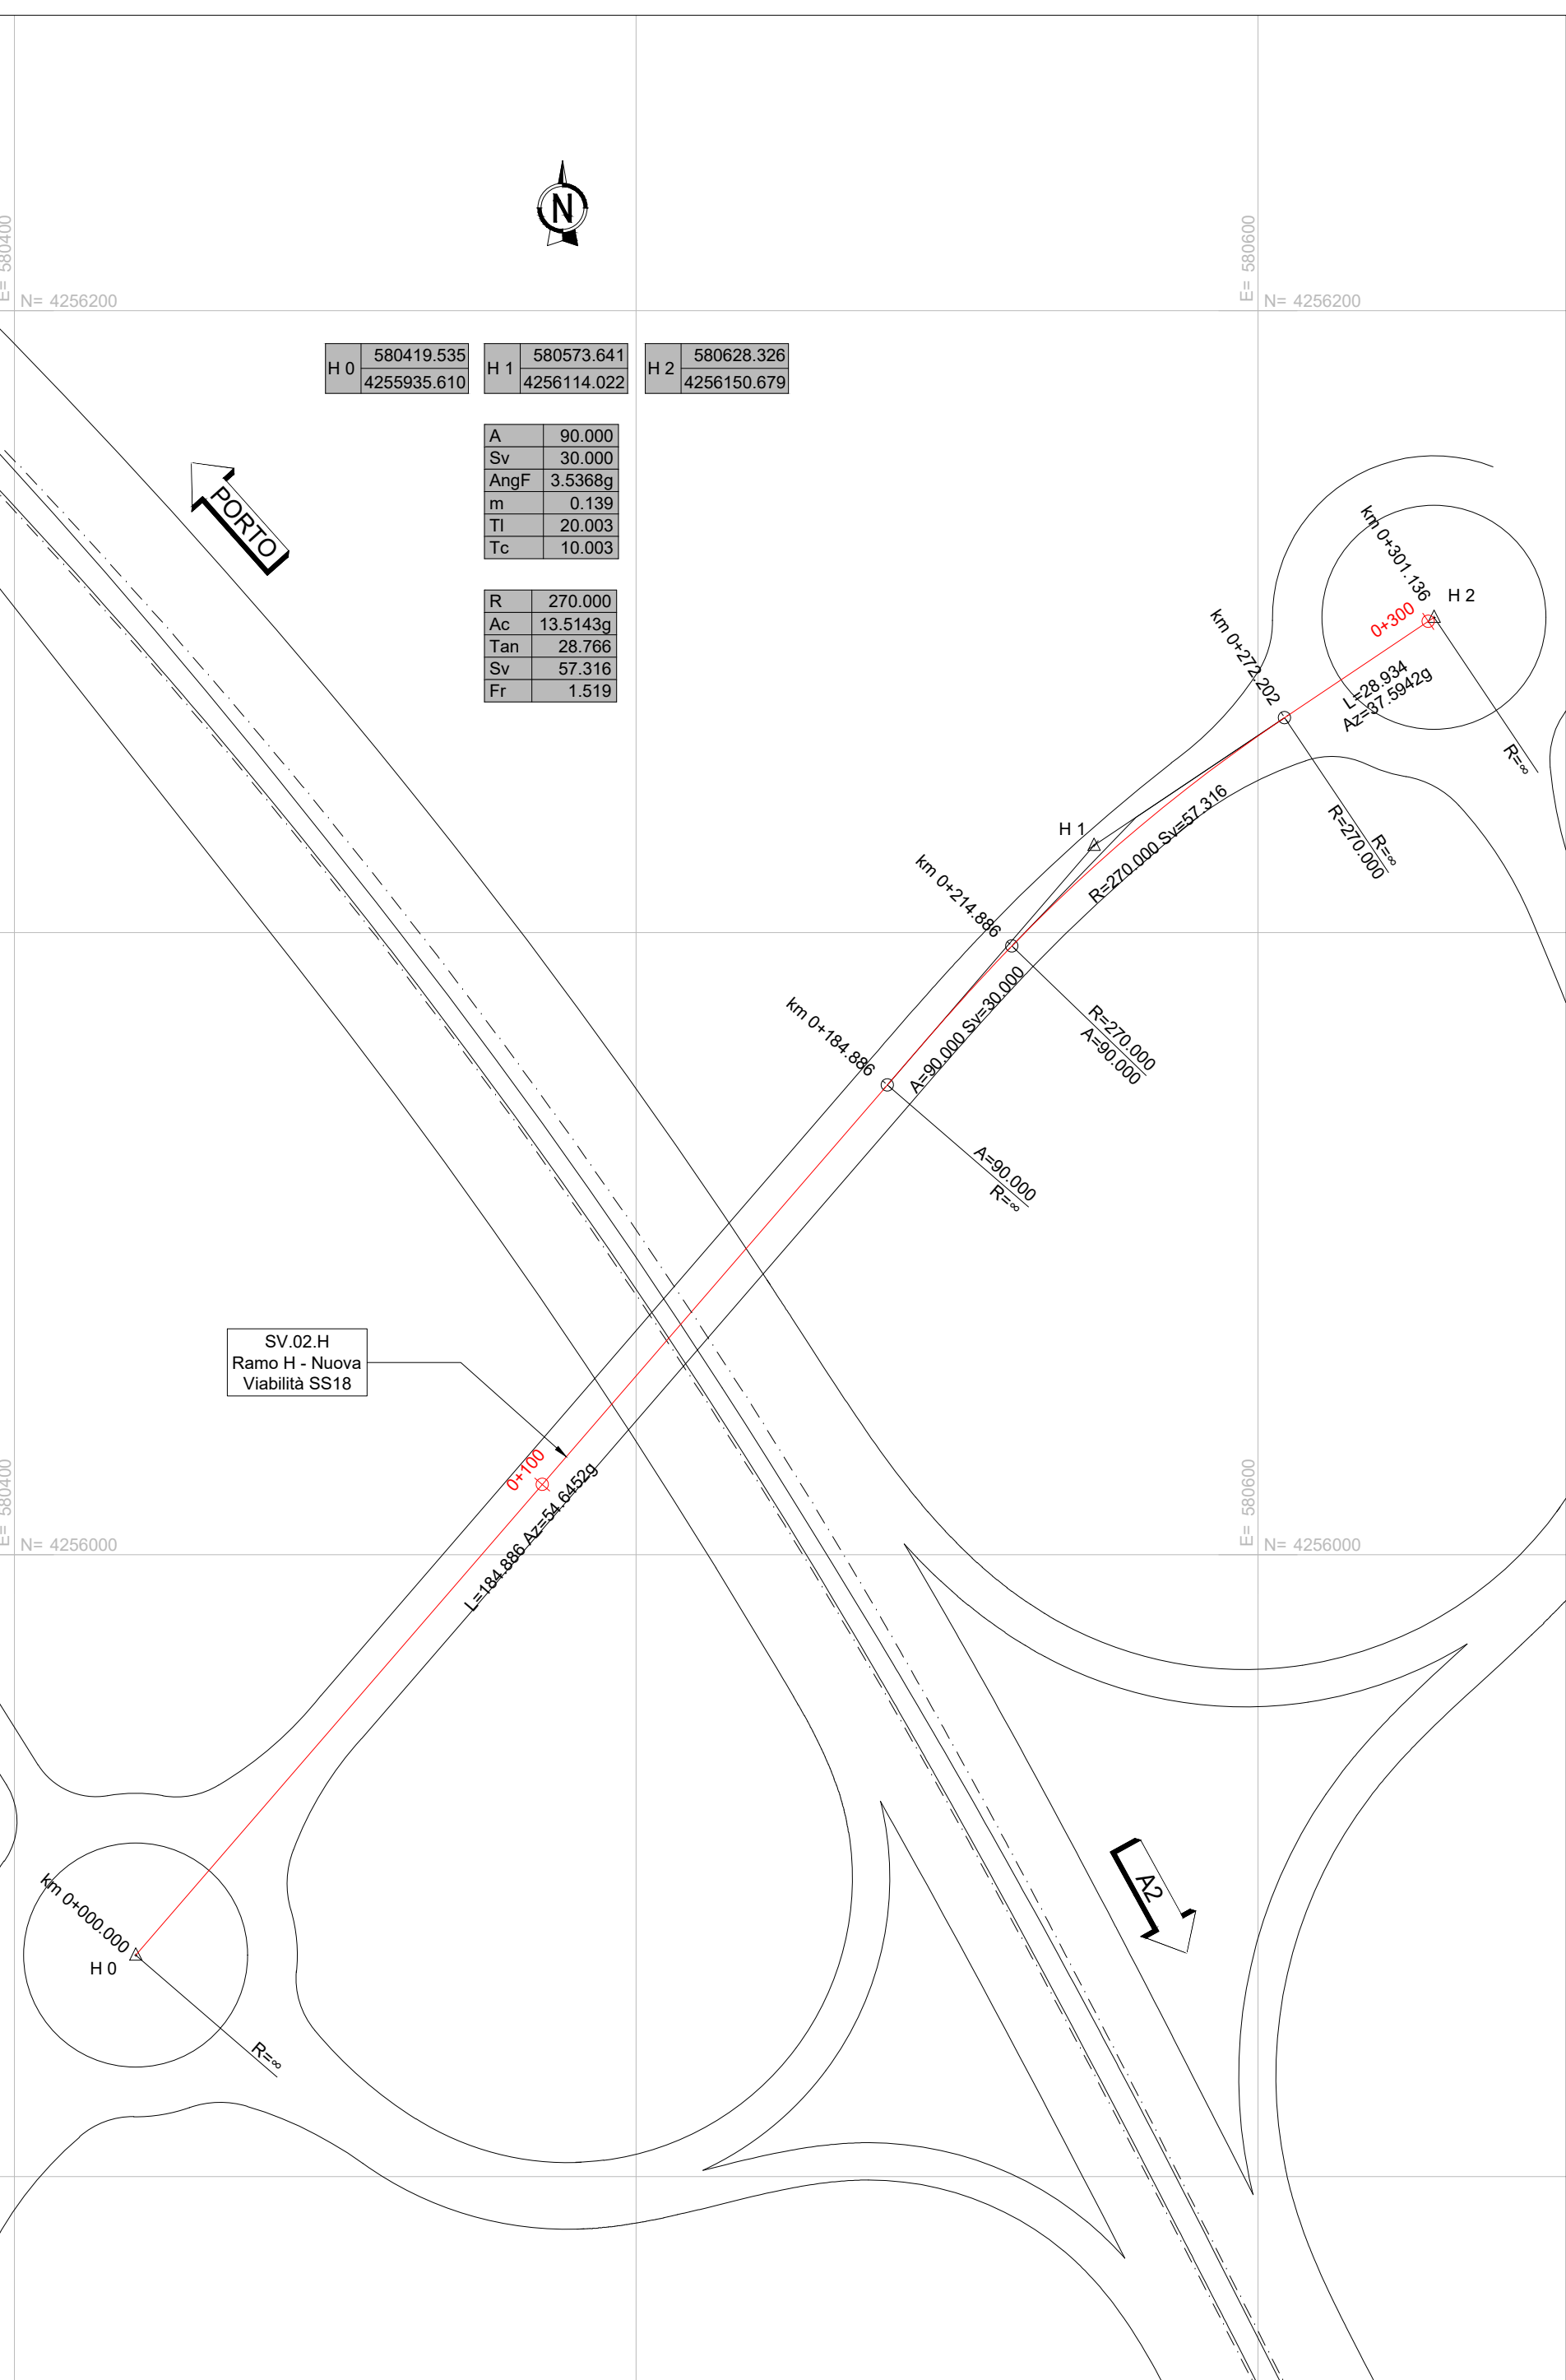 N
E= 580400
N= 4256200
E= 580600
N= 4256200
H 0 580419.535
4255935.610
H 1 580573.641
4256114.022
H 2 580628.326
4256150.679
A 90.000
Sv 30.000
AngF 3.5368g
m 0.139
Tl 20.003
Tc 10.003
R 270.000
Ac 13.5143g
Tan 28.766
Sv 57.316
Fr 1.519
PORTO
km 0+301.136
H 2
0+300
km 0+272.202
L=28.934
Az=37.5942g
R=∞
R=∞
R=270.000
R=270.000 Sv=57.316
H 1
km 0+214.886
R=270.000
A=90.000
A=90.000 Sv=30.000
km 0+184.886
A=90.000
R=∞
SV.02.H
Ramo H - Nuova
Viabilità SS18
0+100
L=184.886 Az=54.6452g
E= 580400
N= 4256000
E= 580600
N= 4256000
A2
km 0+000.000
H 0
R=∞